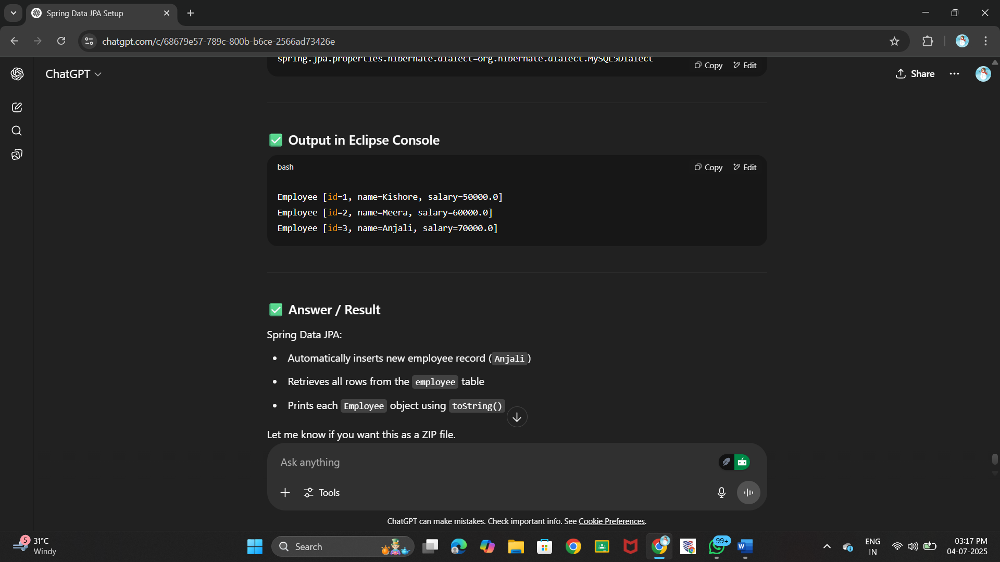 Spring Data JPA Setup
chatgpt.com/c/68679e57-789c-800b-b6ce-2566ad73426e
spring.jpa.properties.hibernate.dialect=org.hibernate.dialect.MySQL5Dialect
Copy Edit
ChatGPT
Share
Output in Eclipse Console
bash
Copy Edit
Employee [id=1, name=Kishore, salary=50000.0]
Employee [id=2, name=Meera, salary=60000.0]
Employee [id=3, name=Anjali, salary=70000.0]
Answer / Result
Spring Data JPA:
• Automatically inserts new employee record (Anjali)
• Retrieves all rows from the employee table
• Prints each Employee object using toString()
Let me know if you want this as a ZIP file.
Ask anything
Tools
ChatGPT can make mistakes. Check important info. See Cookie Preferences.
5
31°C
Windy
Search
99+
W
ENG
IN
03:17 PM
04-07-2025